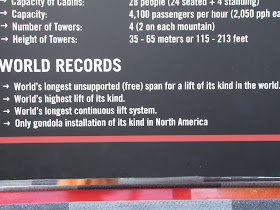 → Capacity of Cabins: 28 people (24 seated + 4 standing)
→ Capacity: 4,100 passengers per hour (2,050 pph ea
→ Number of Towers: 4 (2 on each mountain)
→ Height of Towers: 35 - 65 meters or 115 - 213 feet
WORLD RECORDS
→ World's longest unsupported (free) span for a lift of its kind in the world.
→ World's highest lift of its kind.
→ World's longest continuous lift system.
→ Only gondola installation of its kind in North America